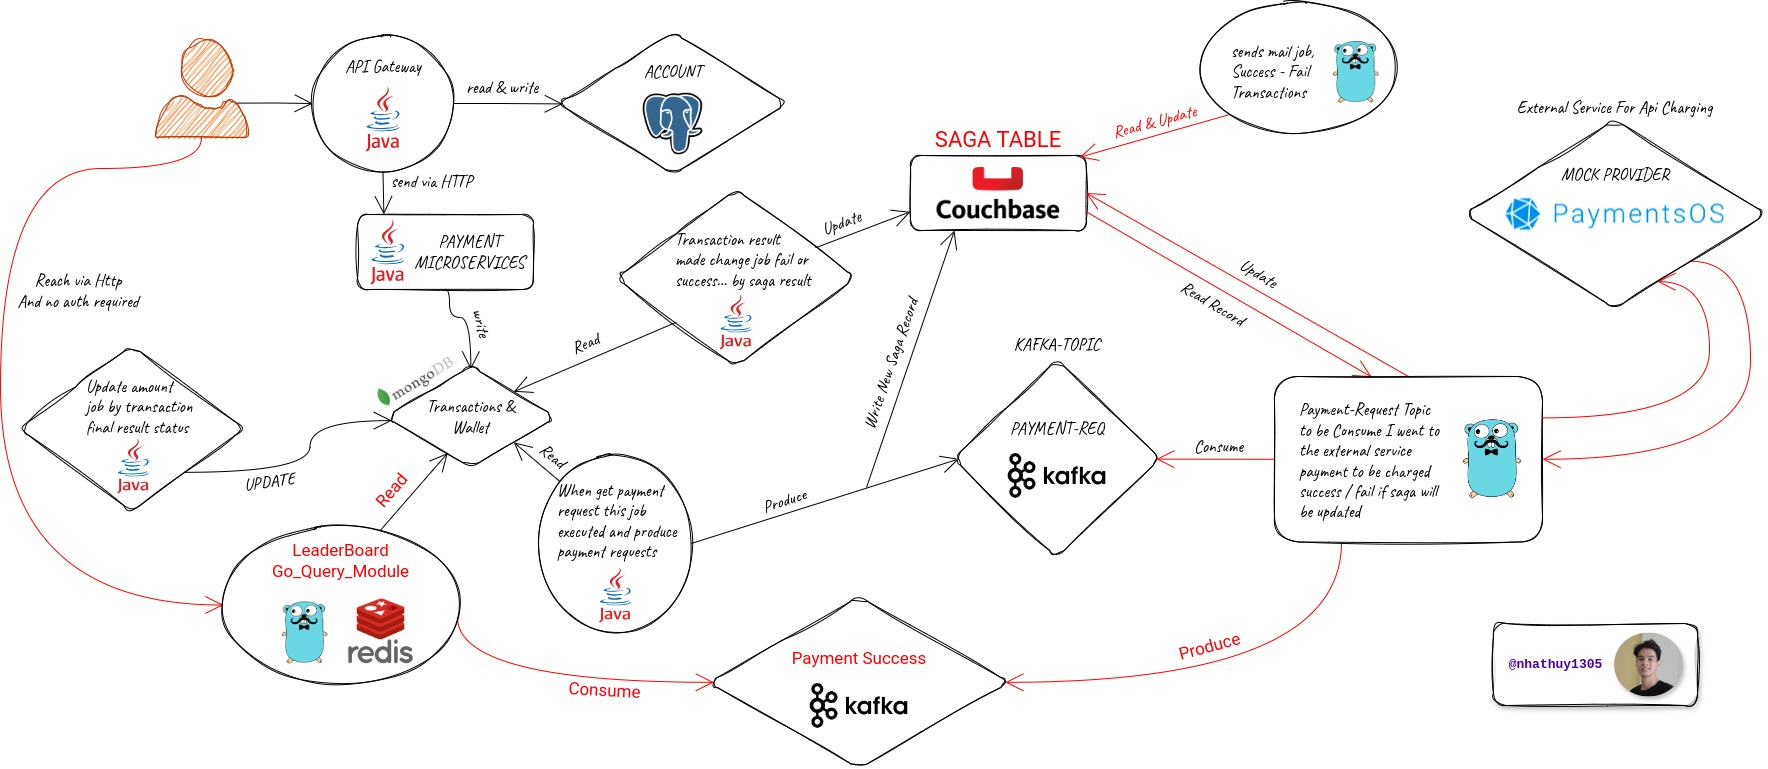 API Gateway
Java
read & write
ACCOUNT
send via HTTP
Java
PAYMENT
MICROSERVICES
write
Reach via Http
And no auth required
mongoDB.
Transactions &
Wallet
Update amount
job by transaction
final result status
Java
UPDATE
Read
LeaderBoard
Go_Query_Module
redis
Consume
Transaction result
made change job fail or
success... by saga result
Java
Read
Update
Read
When get payment
request this job
executed and produce
payment requests
Java
Produce
Write New Saga Record
SAGA TABLE
Couchbase
Read & Update
sends mail job,
Success - Fail
Transactions
External Service For Api Charging
MOCK PROVIDER
PaymentsOS
Update
Read Record
KAFKA-TOPIC
PAYMENT-REQ
kafka
Consume
Payment-Request Topic
to be Consume I went to
the external service
payment to be charged
success / fail if saga will
be updated
Produce
Payment Success
kafka
@nhathuy1305